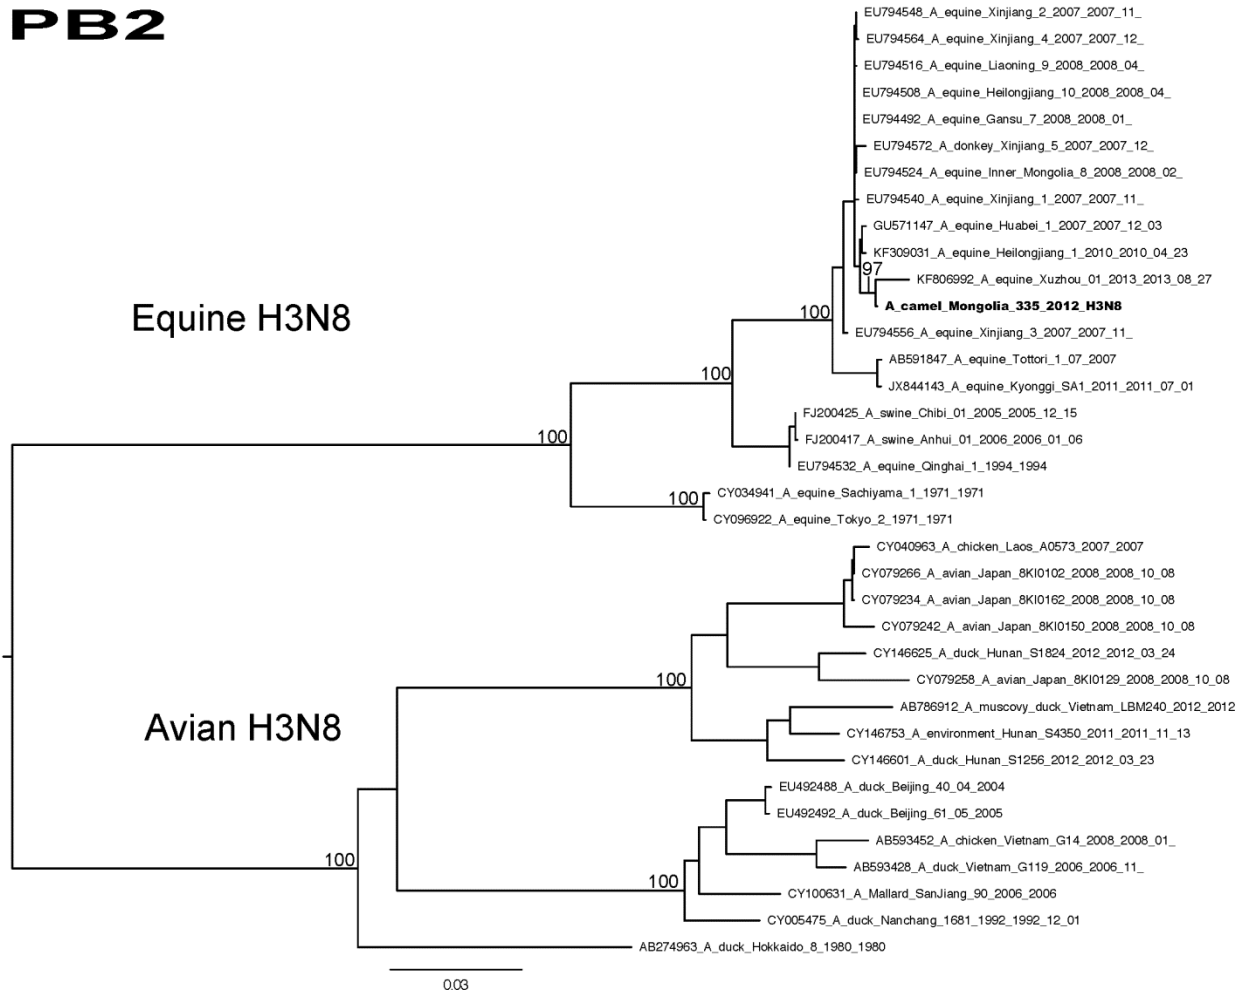 PB2
EU794548_A_equine_Xinjiang_2_2007_2007_11_
EU794564_A_equine_Xinjiang_4_2007_2007_12_
EU794516_A_equine_Liaoning_9_2008_2008_04_
EU794508_A_equine_Heilongjiang_10_2008_2008_04_
EU794492_A_equine_Gansu_7_2008_2008_01_
EU794572_A_donkey_Xinjiang_5_2007_2007_12_
EU794524_A_equine_Inner_Mongolia_8_2008_2008_02_
EU794540_A_equine_Xinjiang_1_2007_2007_11_
GU571147_A_equine_Huabei_1_2007_2007_12_03
KF309031_A_equine_Heilongjiang_1_2010_2010_04_23
97
KF806992_A_equine_Xuzhou_01_2013_2013_08_27
A_camel_Mongolia_335_2012_H3N8
Equine H3N8
100
EU794556_A_equine_Xinjiang_3_2007_2007_11_
AB591847_A_equine_Tottori_1_07_2007
100
JX844143_A_equine_Kyonggi_SA1_2011_2011_07_01
FJ200425_A_swine_Chibi_01_2005_2005_12_15
100
FJ200417_A_swine_Anhui_01_2006_2006_01_06
EU794532_A_equine_Qinghai_1_1994_1994
100
CY034941_A_equine_Sachiyama_1_1971_1971
CY096922_A_equine_Tokyo_2_1971_1971
CY040963_A_chicken_Laos_A0573_2007_2007
CY079266_A_avian_Japan_8KI0102_2008_2008_10_08
CY079234_A_avian_Japan_8KI0162_2008_2008_10_08
CY079242_A_avian_Japan_8KI0150_2008_2008_10_08
CY146625_A_duck_Hunan_S1824_2012_2012_03_24
100
CY079258_A_avian_Japan_8KI0129_2008_2008_10_08
AB786912_A_muscovy_duck_Vietnam_LBM240_2012_2012
Avian H3N8
CY146753_A_environment_Hunan_S4350_2011_2011_11_13
CY146601_A_duck_Hunan_S1256_2012_2012_03_23
EU492488_A_duck_Beijing_40_04_2004
EU492492_A_duck_Beijing_61_05_2005
AB593452_A_chicken_Vietnam_G14_2008_2008_01_
100
AB593428_A_duck_Vietnam_G119_2006_2006_11_
100
CY100631_A_Mallard_SanJiang_90_2006_2006
CY005475_A_duck_Nanchang_1681_1992_1992_12_01
AB274963_A_duck_Hokkaido_8_1980_1980
0.03